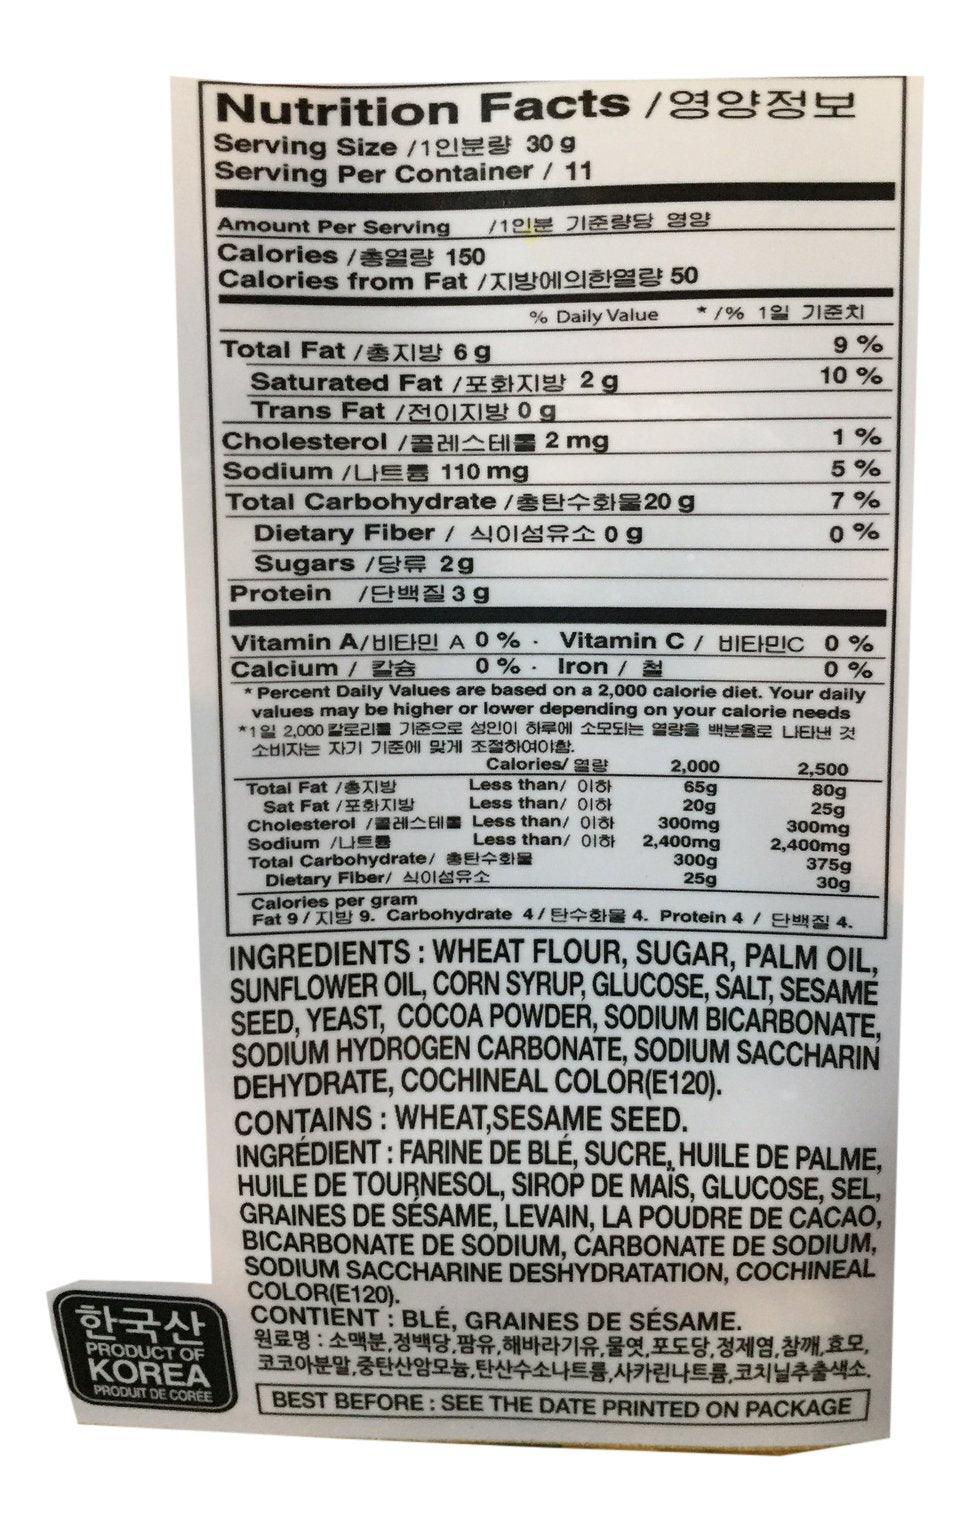 Nutrition Facts /영양정보
Serving Size /1인분량 30 g
Serving Per Container / 11
Amount Per Serving /1인분 기준량당 영양
Calories /총열량 150
Calories from Fat /지방에의한열량 50
% Daily Value * /% 1일 기준치
Total Fat /총지방 6 g 9 %
Saturated Fat /포화지방 2 g 10 %
Trans Fat /전이지방 0 g
Cholesterol /콜레스테롤 2 mg 1 %
Sodium /나트륨 110 mg 5 %
Total Carbohydrate /총탄수화물20 g 7 %
Dietary Fiber / 식이섬유소 0 g 0 %
Sugars /당류 2g
Protein /단백질 3 g
Vitamin A/비타민 A 0 % · Vitamin C / 비타민C 0 %
Calcium / 칼슘 0 % · Iron / 철 0 %
* Percent Daily Values are based on a 2,000 calorie diet. Your daily
values may be higher or lower depending on your calorie needs
*1일 2,000 칼로리를 기준으로 성인이 하루에 소모되는 열량을 백분율로 나타낸 것
소비자는 자기 기준에 맞게 조절하여야함.
Calories/ 열량 2,000 2,500
Total Fat /총지방 Less than/ 이하 65g 80g
Sat Fat /포화지방 Less than/ 이하 20g 25g
Cholesterol /콜레스테롤 Less than/ 이하 300mg 300mg
Sodium /나트륨 Less than/ 이하 2,400mg 2,400mg
Total Carbohydrate/ 총탄수화물 300g 375g
Dietary Fiber/ 식이섬유소 25g 30g
Calories per gram
Fat 9 / 지방 9. Carbohydrate 4 / 탄수화물 4. Protein 4 / 단백질 4.
INGREDIENTS : WHEAT FLOUR, SUGAR, PALM OIL,
SUNFLOWER OIL, CORN SYRUP, GLUCOSE, SALT, SESAME
SEED, YEAST, COCOA POWDER, SODIUM BICARBONATE,
SODIUM HYDROGEN CARBONATE, SODIUM SACCHARIN
DEHYDRATE, COCHINEAL COLOR(E120).
CONTAINS : WHEAT,SESAME SEED.
INGRÉDIENT : FARINE DE BLÉ, SUCRE, HUILE DE PALME,
HUILE DE TOURNESOL, SIROP DE MAÏS, GLUCOSE, SEL,
GRAINES DE SÉSAME, LEVAIN, LA POUDRE DE CACAO,
BICARBONATE DE SODIUM, CARBONATE DE SODIUM,
SODIUM SACCHARINE DESHYDRATATION, COCHINEAL
COLOR(E120).
CONTIENT : BLÉ, GRAINES DE SÉSAME.
원료명 : 소맥분,정백당,팜유,해바라기유,물엿,포도당,정제염,참깨,효모,
코코아분말,중탄산암모늄,탄산수소나트륨,사카린나트륨,코치닐추출색소.
BEST BEFORE : SEE THE DATE PRINTED ON PACKAGE
한국산
PRODUCT OF
KOREA
PRODUIT DE CORÉE